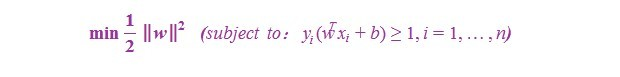 min 1/2 ||w||² (subject to: yᵢ(wᵀxᵢ + b) ≥ 1, i = 1, ..., n)